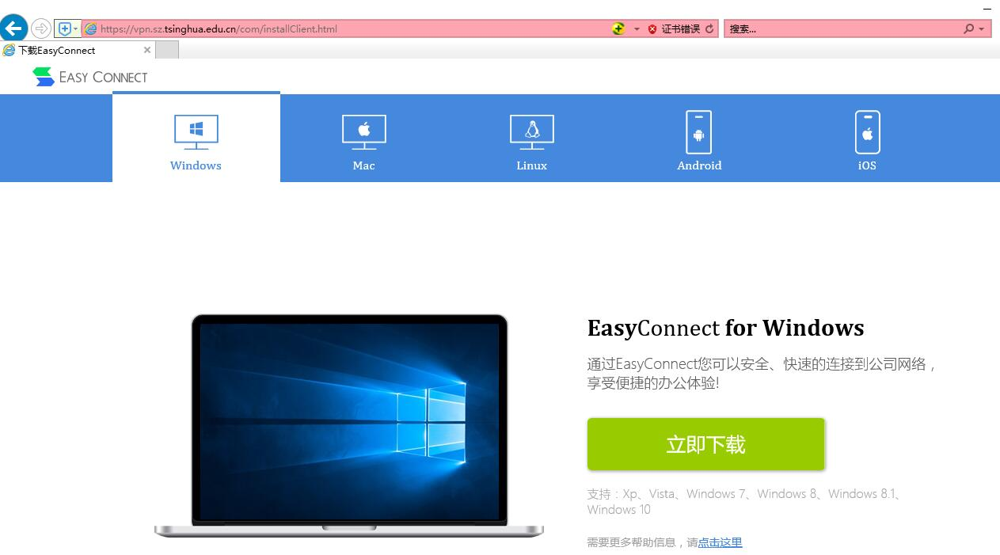 https://vpn.sz.tsinghua.edu.cn/com/installClient.html 证书错误 搜索...
下载EasyConnect
EASY CONNECT
Windows Mac Linux Android iOS
EasyConnect for Windows
通过EasyConnect您可以安全、快速的连接到公司网络，
享受便捷的办公体验!
立即下载
支持：Xp、Vista、Windows 7、Windows 8、Windows 8.1、
Windows 10
需要更多帮助信息，请点击这里